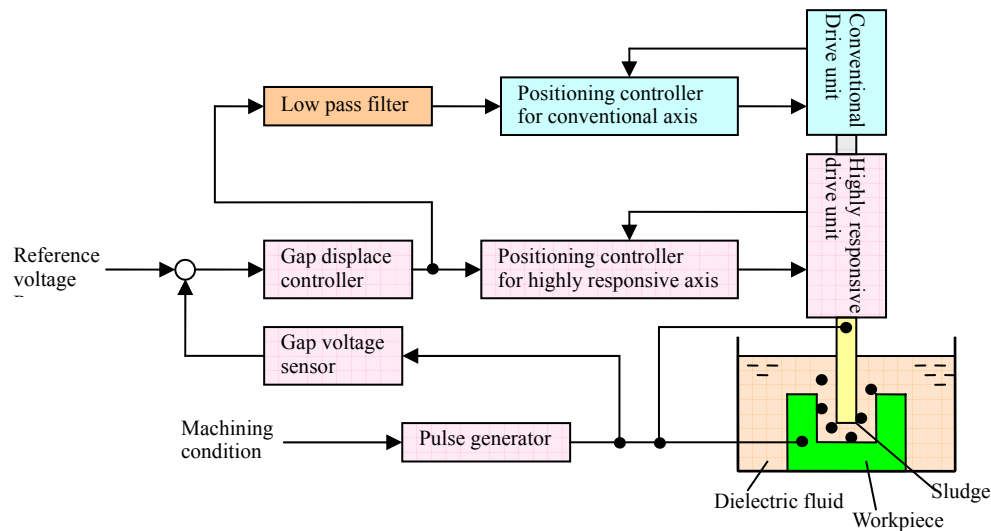 Conventional
Drive unit
Low pass filter
Positioning controller
for conventional axis
Highly responsive
drive unit
Reference
voltage
Gap displace
controller
Positioning controller
for highly responsive axis
Gap voltage
sensor
Machining
condition
Pulse generator
Sludge
Dielectric fluid
Workpiece